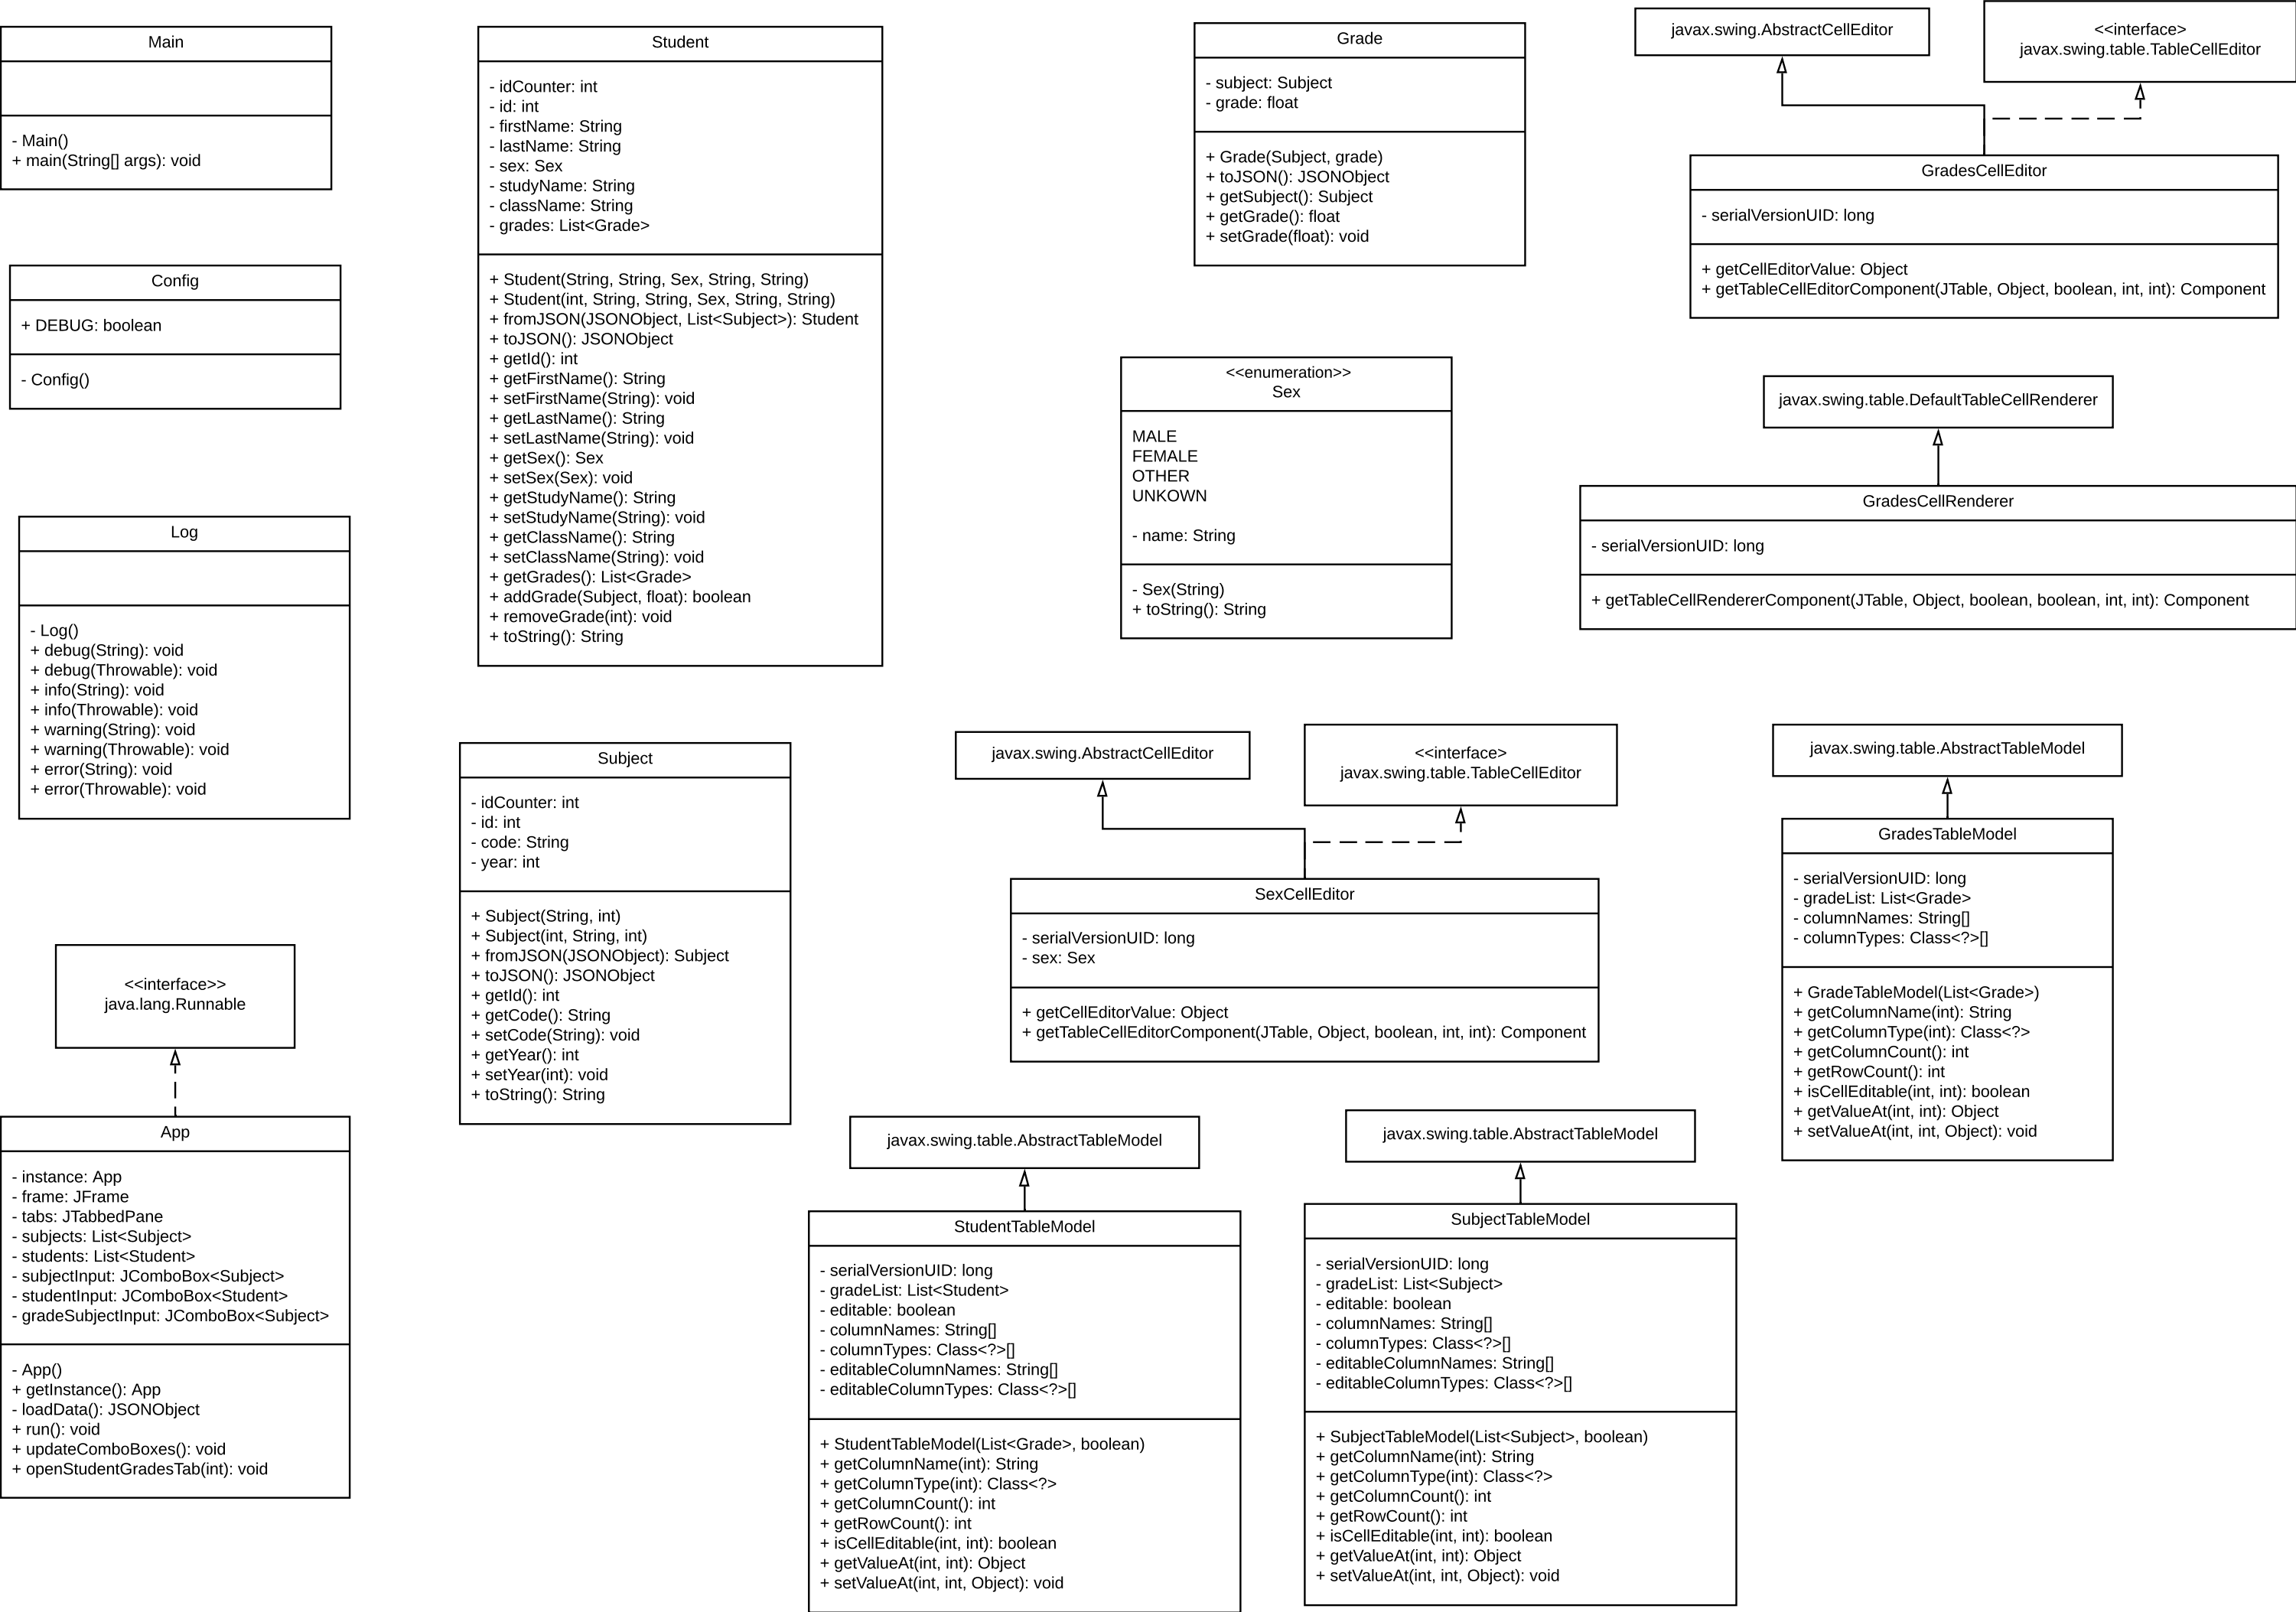 Main
- Main()
+ main(String[] args): void
Config
+ DEBUG: boolean
- Config()
Log
- Log()
+ debug(String): void
+ debug(Throwable): void
+ info(String): void
+ info(Throwable): void
+ warning(String): void
+ warning(Throwable): void
+ error(String): void
+ error(Throwable): void
<<interface>>
java.lang.Runnable
App
- instance: App
- frame: JFrame
- tabs: JTabbedPane
- subjects: List<Subject>
- students: List<Student>
- subjectInput: JComboBox<Subject>
- studentInput: JComboBox<Student>
- gradeSubjectInput: JComboBox<Subject>
- App()
+ getInstance(): App
- loadData(): JSONObject
+ run(): void
+ updateComboBoxes(): void
+ openStudentGradesTab(int): void
Student
- idCounter: int
- id: int
- firstName: String
- lastName: String
- sex: Sex
- studyName: String
- className: String
- grades: List<Grade>
+ Student(String, String, Sex, String, String)
+ Student(int, String, String, Sex, String, String)
+ fromJSON(JSONObject, List<Subject>): Student
+ toJSON(): JSONObject
+ getId(): int
+ getFirstName(): String
+ setFirstName(String): void
+ getLastName(): String
+ setLastName(String): void
+ getSex(): Sex
+ setSex(Sex): void
+ getStudyName(): String
+ setStudyName(String): void
+ getClassName(): String
+ setClassName(String): void
+ getGrades(): List<Grade>
+ addGrade(Subject, float): boolean
+ removeGrade(int): void
+ toString(): String
Subject
- idCounter: int
- id: int
- code: String
- year: int
+ Subject(String, int)
+ Subject(int, String, int)
+ fromJSON(JSONObject): Subject
+ toJSON(): JSONObject
+ getId(): int
+ getCode(): String
+ setCode(String): void
+ getYear(): int
+ setYear(int): void
+ toString(): String
Grade
- subject: Subject
- grade: float
+ Grade(Subject, grade)
+ toJSON(): JSONObject
+ getSubject(): Subject
+ getGrade(): float
+ setGrade(float): void
<<enumeration>>
Sex
MALE
FEMALE
OTHER
UNKOWN
- name: String
- Sex(String)
+ toString(): String
javax.swing.AbstractCellEditor
<<interface>
javax.swing.table.TableCellEditor
GradesCellEditor
- serialVersionUID: long
+ getCellEditorValue: Object
+ getTableCellEditorComponent(JTable, Object, boolean, int, int): Component
javax.swing.table.DefaultTableCellRenderer
GradesCellRenderer
- serialVersionUID: long
+ getTableCellRendererComponent(JTable, Object, boolean, boolean, int, int): Component
javax.swing.AbstractCellEditor
<<interface>
javax.swing.table.TableCellEditor
SexCellEditor
- serialVersionUID: long
- sex: Sex
+ getCellEditorValue: Object
+ getTableCellEditorComponent(JTable, Object, boolean, int, int): Component
javax.swing.table.AbstractTableModel
GradesTableModel
- serialVersionUID: long
- gradeList: List<Grade>
- columnNames: String[]
- columnTypes: Class<?>[]
+ GradeTableModel(List<Grade>)
+ getColumnName(int): String
+ getColumnType(int): Class<?>
+ getColumnCount(): int
+ getRowCount(): int
+ isCellEditable(int, int): boolean
+ getValueAt(int, int): Object
+ setValueAt(int, int, Object): void
javax.swing.table.AbstractTableModel
StudentTableModel
- serialVersionUID: long
- gradeList: List<Student>
- editable: boolean
- columnNames: String[]
- columnTypes: Class<?>[]
- editableColumnNames: String[]
- editableColumnTypes: Class<?>[]
+ StudentTableModel(List<Grade>, boolean)
+ getColumnName(int): String
+ getColumnType(int): Class<?>
+ getColumnCount(): int
+ getRowCount(): int
+ isCellEditable(int, int): boolean
+ getValueAt(int, int): Object
+ setValueAt(int, int, Object): void
javax.swing.table.AbstractTableModel
SubjectTableModel
- serialVersionUID: long
- gradeList: List<Subject>
- editable: boolean
- columnNames: String[]
- columnTypes: Class<?>[]
- editableColumnNames: String[]
- editableColumnTypes: Class<?>[]
+ SubjectTableModel(List<Subject>, boolean)
+ getColumnName(int): String
+ getColumnType(int): Class<?>
+ getColumnCount(): int
+ getRowCount(): int
+ isCellEditable(int, int): boolean
+ getValueAt(int, int): Object
+ setValueAt(int, int, Object): void